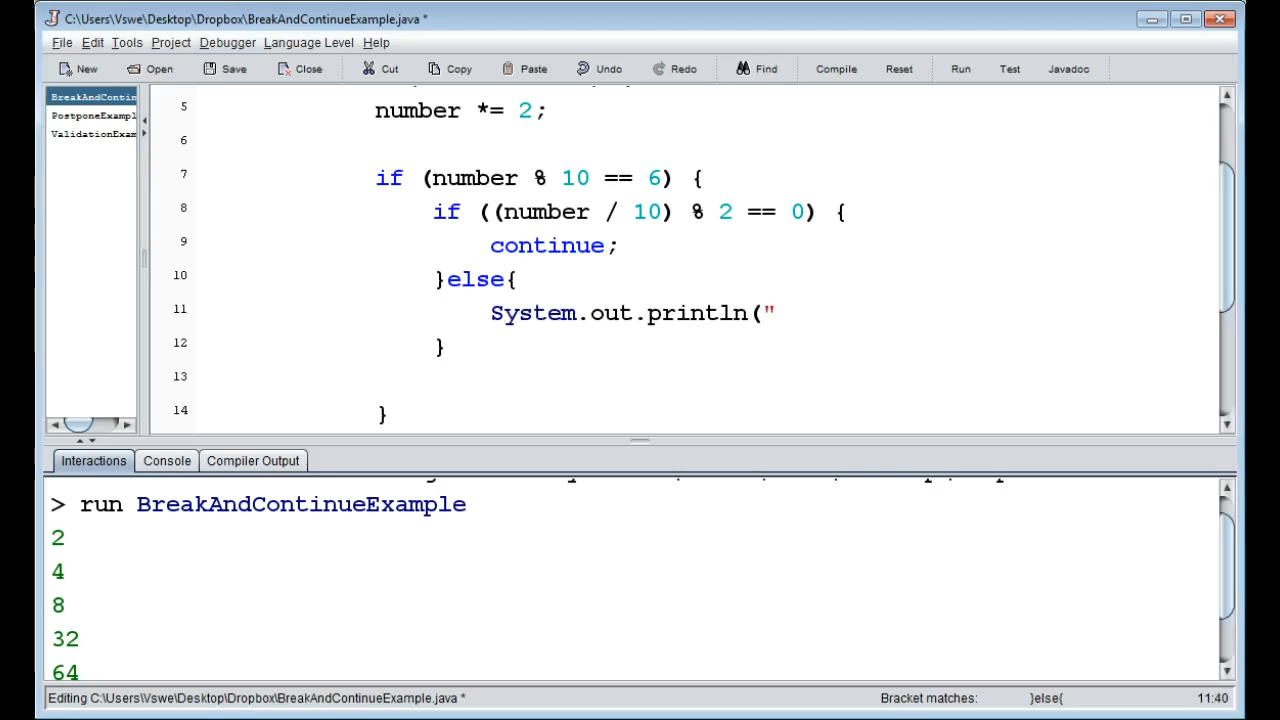 C:\Users\Vswe\Desktop\Dropbox\BreakAndContinueExample.java *
File Edit Tools Project Debugger Language Level Help
New Open Save Close Cut Copy Paste Undo Redo Find Compile Reset Run Test Javadoc
BreakAndContin
PostponeExampl
ValidationExam
5 number *= 2;
6
7 if (number % 10 == 6) {
8 if ((number / 10) % 2 == 0) {
9 continue;
10 }else{
11 System.out.println("
12 }
13
14 }
Interactions Console Compiler Output
> run BreakAndContinueExample
2
4
8
32
64
Editing C:\Users\Vswe\Desktop\Dropbox\BreakAndContinueExample.java * Bracket matches: }else{ 11:40